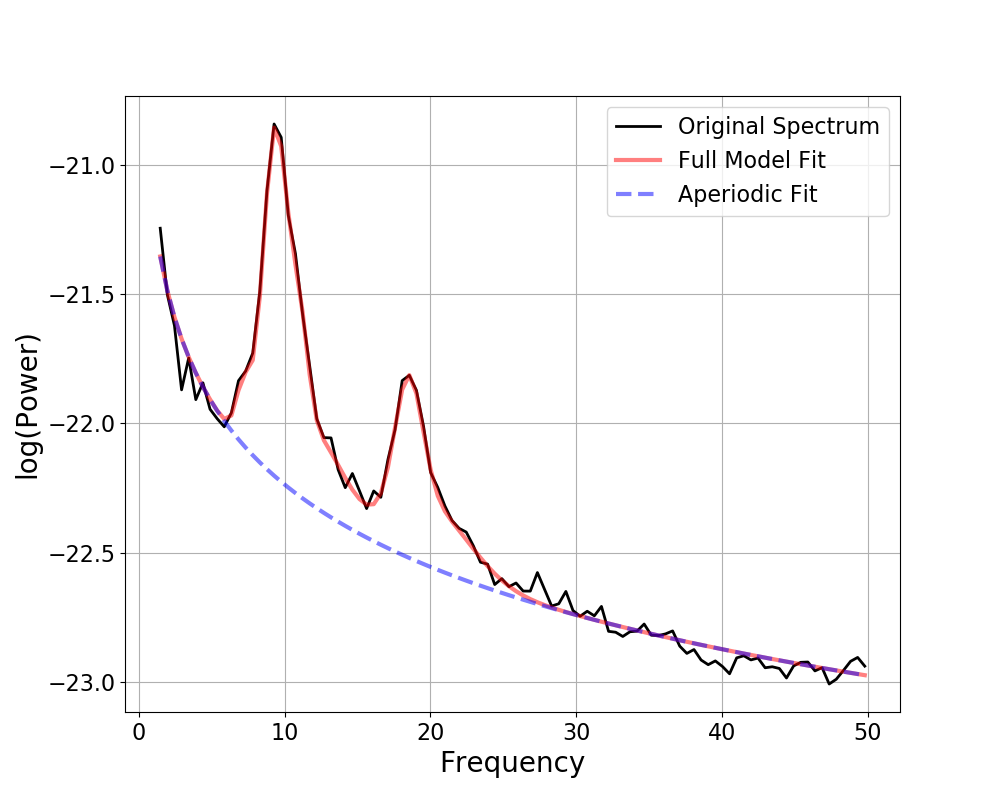 Original Spectrum
Full Model Fit
Aperiodic Fit
log(Power)
−21.0
−21.5
−22.0
−22.5
−23.0
0 10 20 30 40 50
Frequency